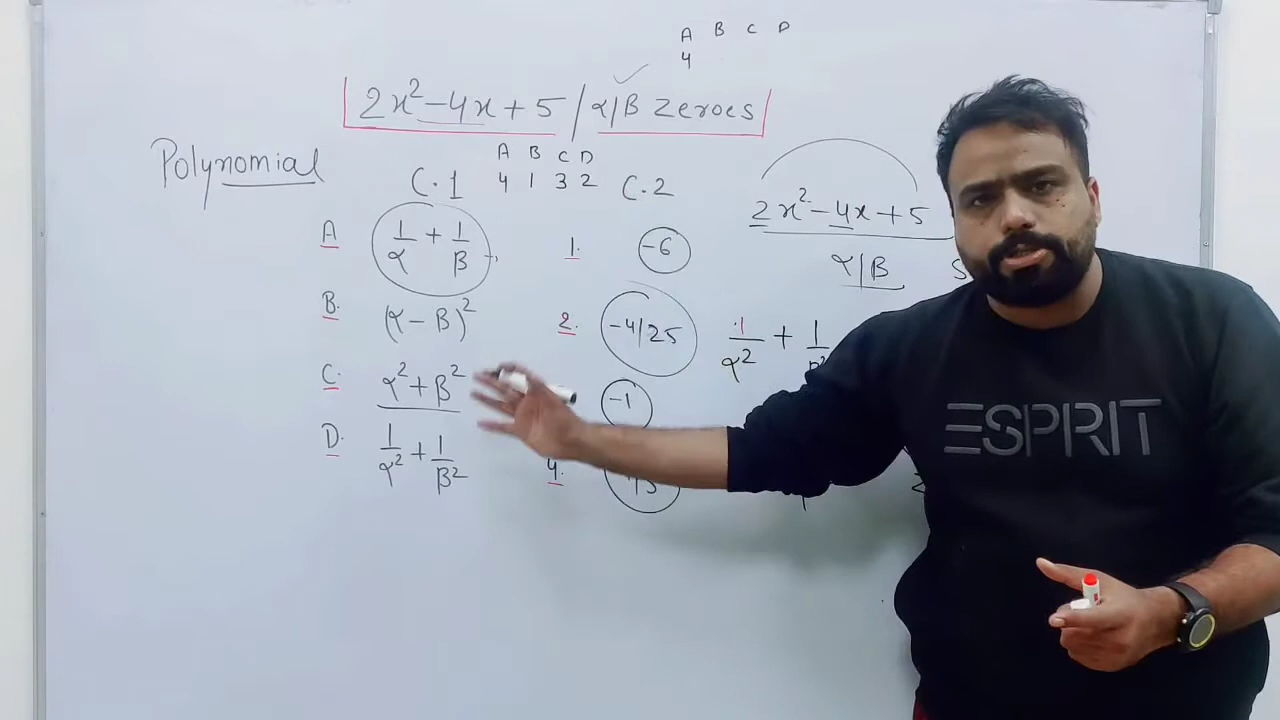 A B C D
4
2x² - 4x + 5 / α/β zeroes
Polynomial
A B C D
4 1 3 2
C·1
C·2
2x² - 4x + 5
α/β
A
1/α + 1/β
1.
-6
B.
(α - β)²
2.
-4/25
1/α² + 1/β²
C.
α² + β²
-1
D.
1/α² + 1/β²
4.
ESPRIT